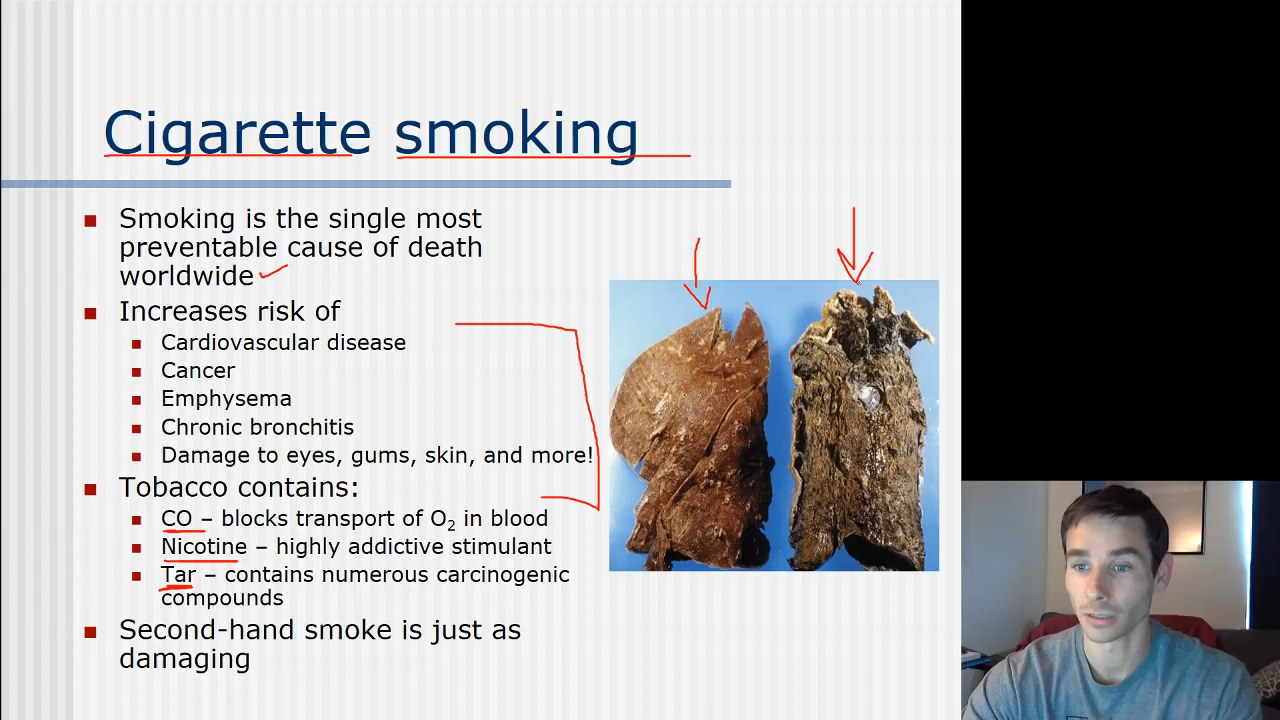 Cigarette smoking
Smoking is the single most
preventable cause of death
worldwide
Increases risk of
Cardiovascular disease
Cancer
Emphysema
Chronic bronchitis
Damage to eyes, gums, skin, and more!
Tobacco contains:
CO – blocks transport of O₂ in blood
Nicotine – highly addictive stimulant
Tar – contains numerous carcinogenic
compounds
Second-hand smoke is just as
damaging